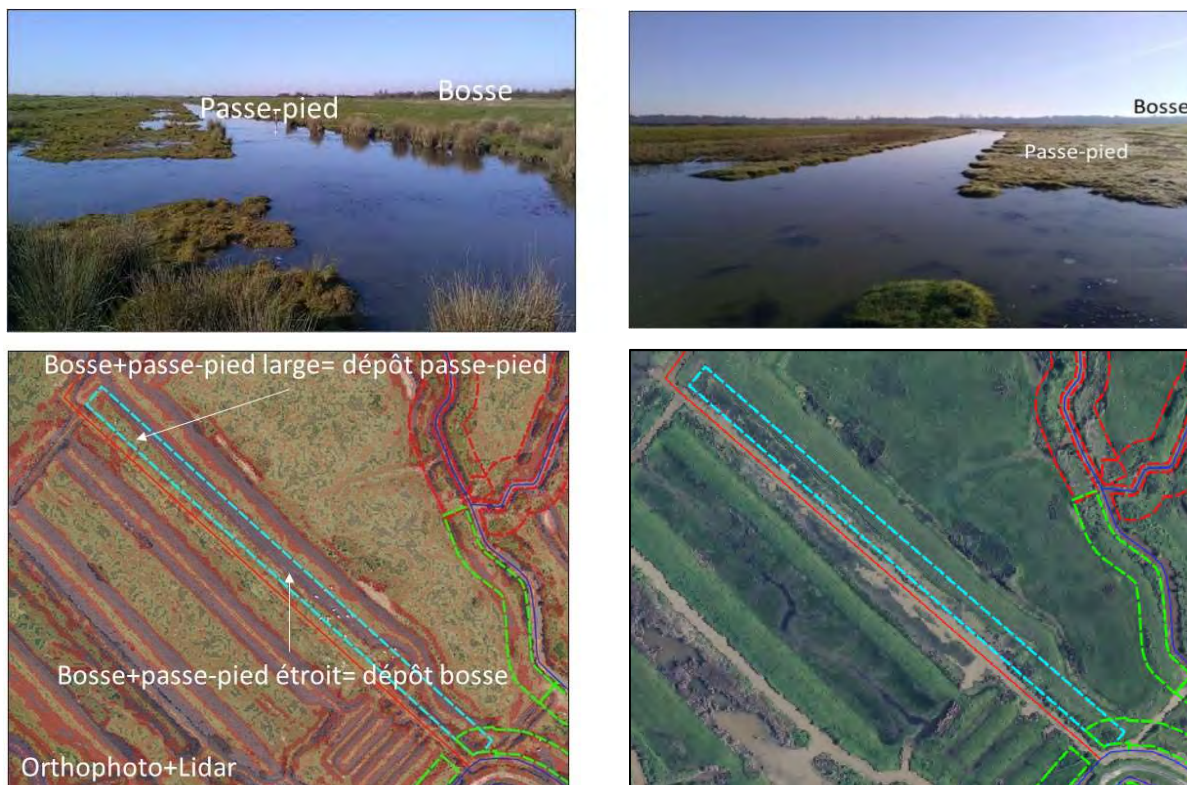 Bosse
Passe-pied
Bosse
Passe-pied
Bosse+passe-pied large= dépôt passe-pied
Bosse+passe-pied étroit= dépôt bosse
Orthophoto+Lidar